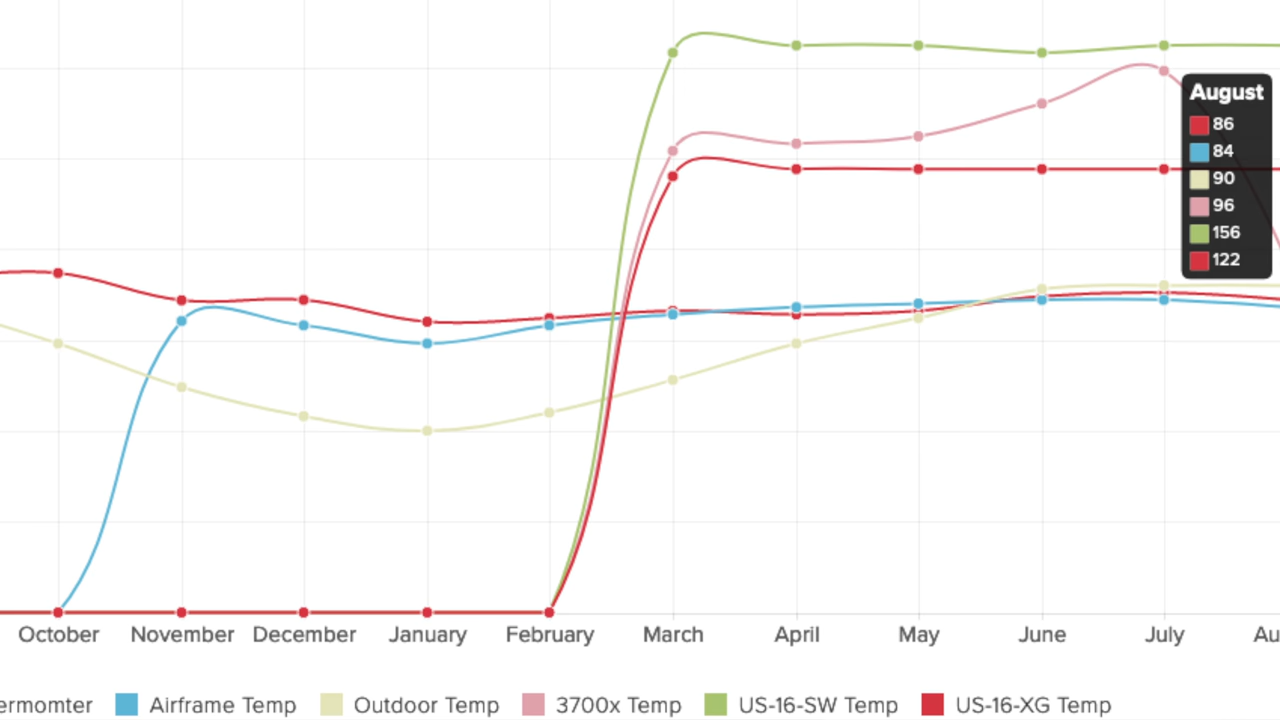 August
86
84
90
96
156
122
October November December January February March April May June July Au
ermomter Airframe Temp Outdoor Temp 3700x Temp US-16-SW Temp US-16-XG Temp